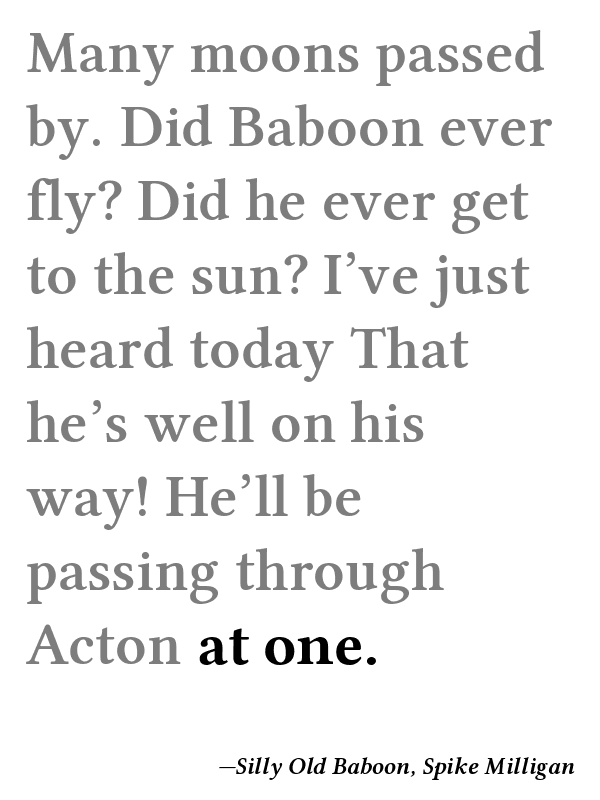 Many moons passed
by. Did Baboon ever
fly? Did he ever get
to the sun? I’ve just
heard today That
he’s well on his
way! He’ll be
passing through
Acton at one.
—Silly Old Baboon, Spike Milligan